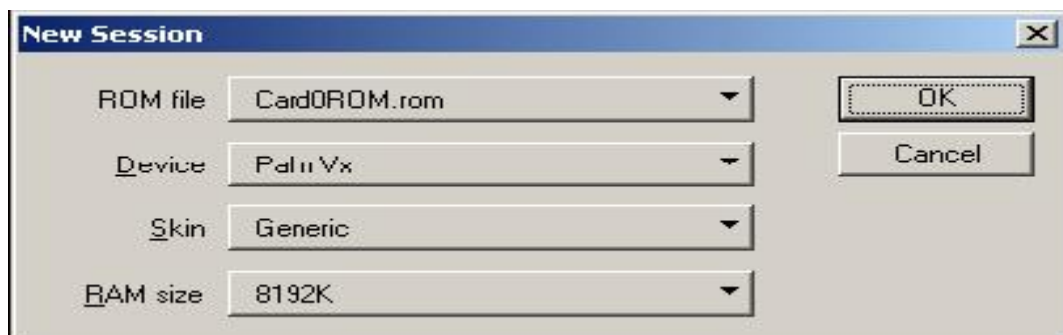 New Session
ROM file Card0ROM.rom OK
Device Palm Vx Cancel
Skin Generic
RAM size 8192K